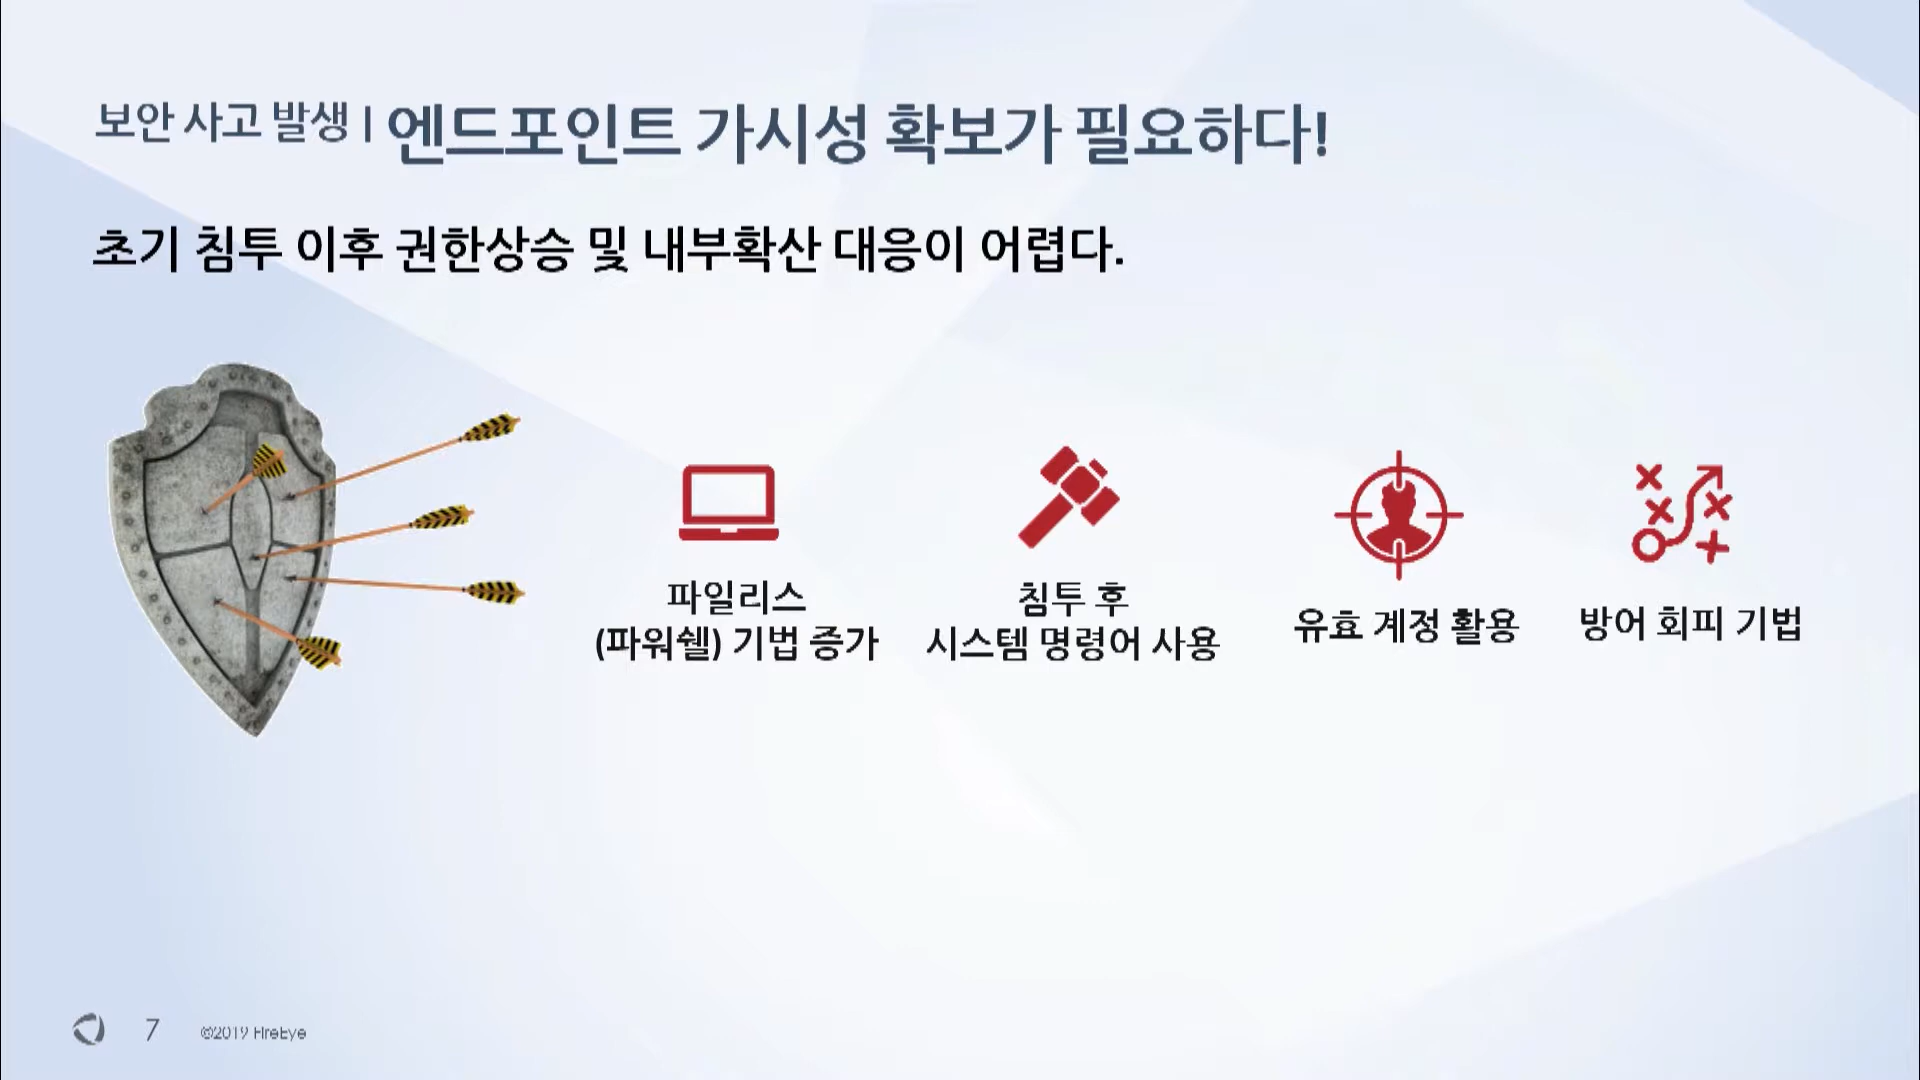 보안 사고 발생 | 엔드포인트 가시성 확보가 필요하다!
초기 침투 이후 권한상승 및 내부확산 대응이 어렵다.
파일리스
(파워쉘) 기법 증가
침투 후
시스템 명령어 사용
유효 계정 활용
방어 회피 기법
7
©2019 FireEye